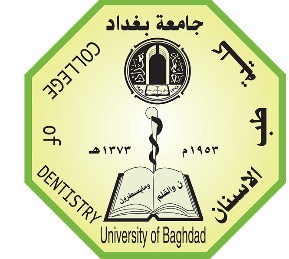 جامعة بغداد
كلية
طب
الاسنان
COLLEGE
of
DENTISTRY
١٣٧٣هـ
١٩٥٣م
ن والقلم
ومايسطرون
University of Baghdad